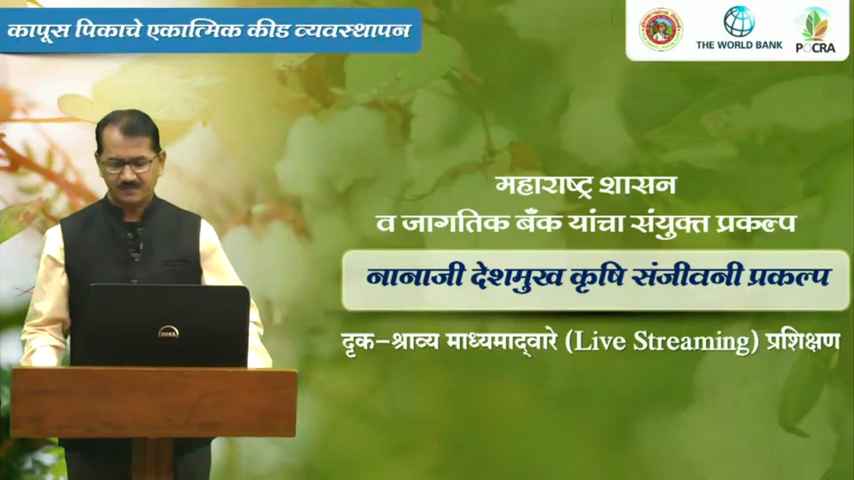 कापूस पिकाचे एकात्मिक कीड व्यवस्थापन
THE WORLD BANK
POCRA
महाराष्ट्र शासन
व जागतिक बँक यांचा संयुक्त प्रकल्प
नानाजी देशमुख कृषि संजीवनी प्रकल्प
दृक-श्राव्य माध्यमाद्वारे (Live Streaming) प्रशिक्षण
DELL